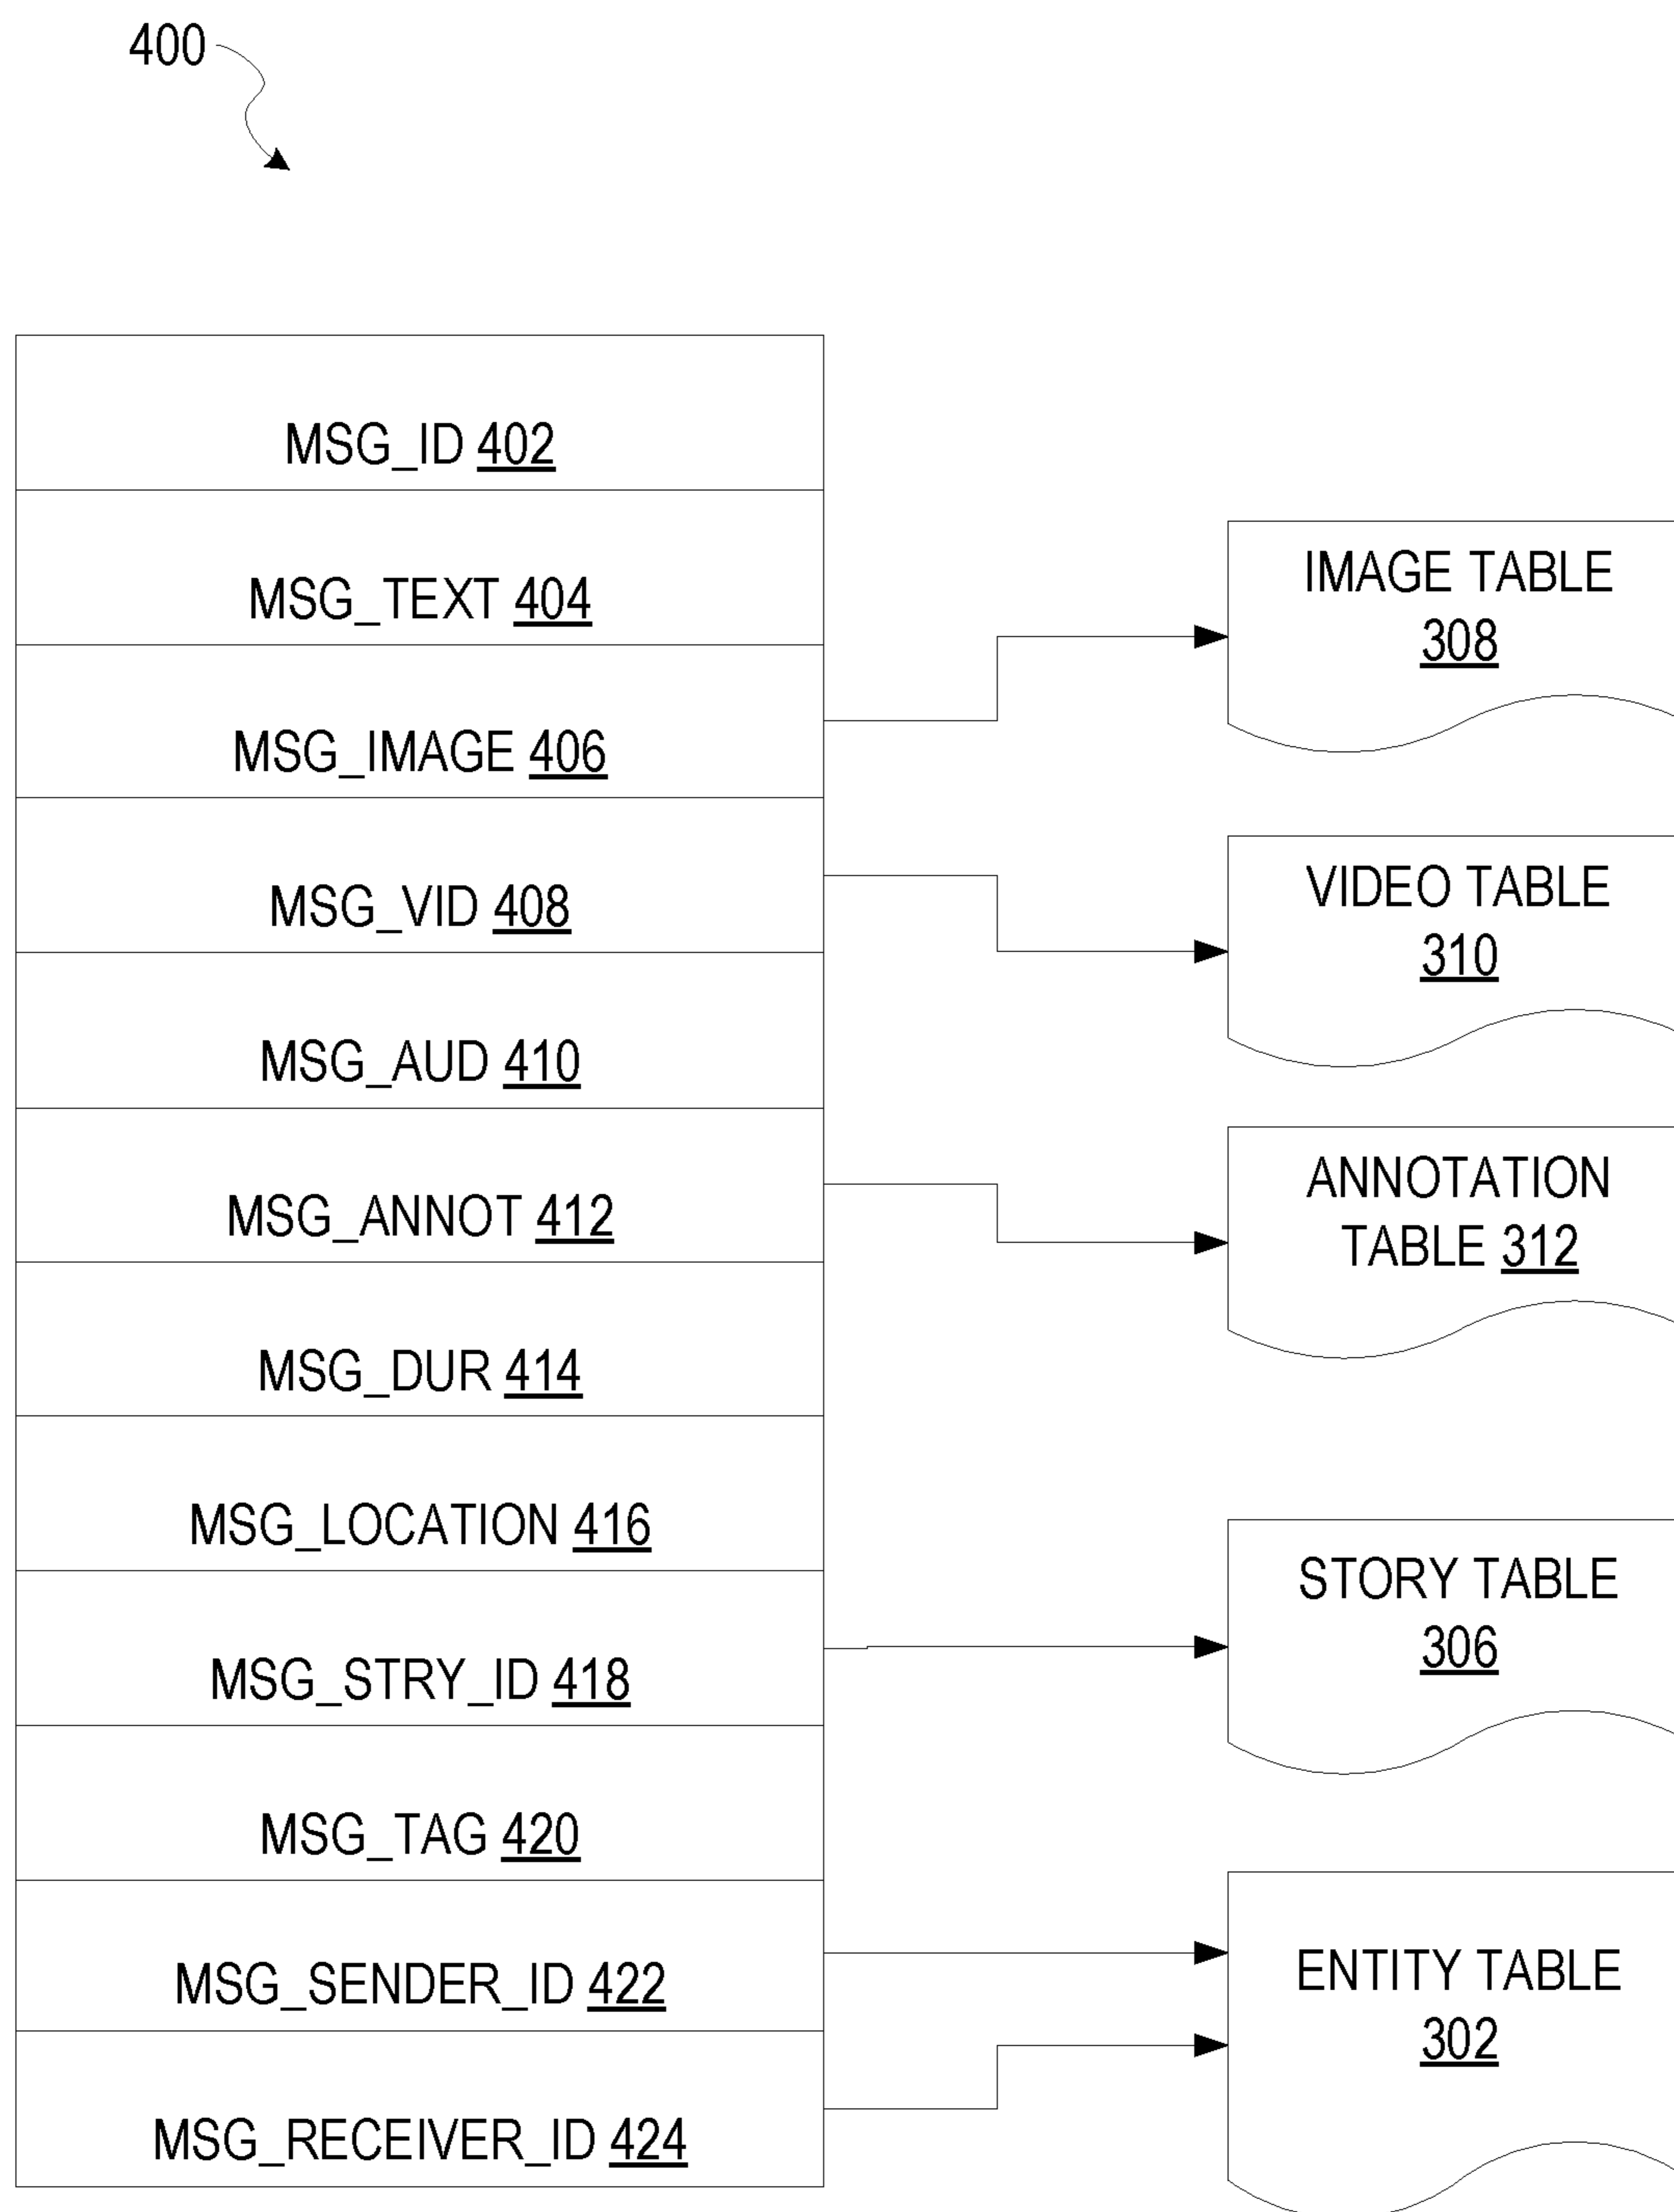 400
MSG_ID 402
MSG_TEXT 404
MSG_IMAGE 406
MSG_VID 408
MSG_AUD 410
MSG_ANNOT 412
MSG_DUR 414
MSG_LOCATION 416
MSG_STRY_ID 418
MSG_TAG 420
MSG_SENDER_ID 422
MSG_RECEIVER_ID 424
IMAGE TABLE
308
VIDEO TABLE
310
ANNOTATION
TABLE 312
STORY TABLE
306
ENTITY TABLE
302